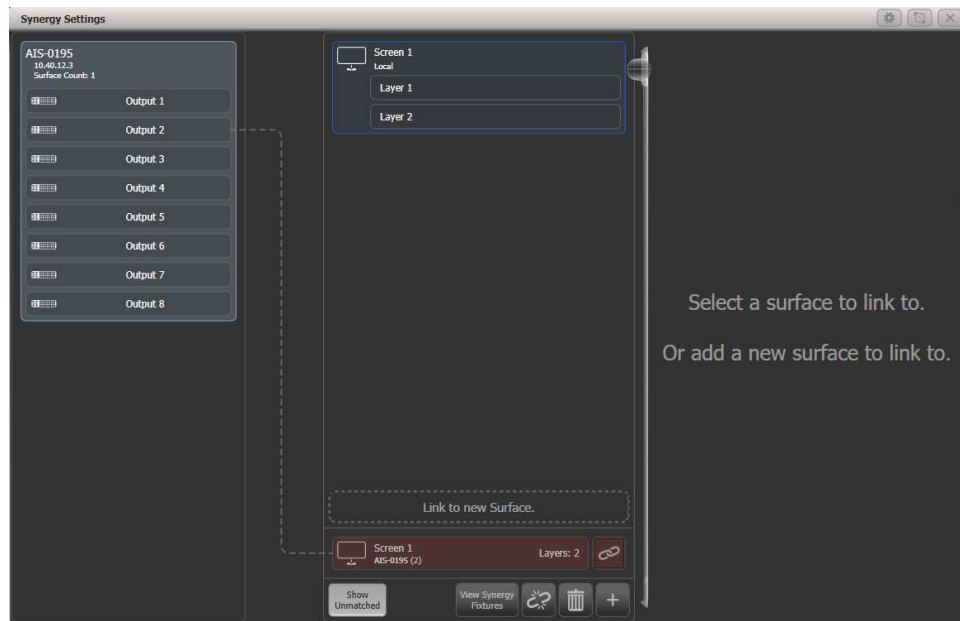 Synergy Settings
AIS-0195
10.40.12.3
Surface Count: 1
Output 1
Output 2
Output 3
Output 4
Output 5
Output 6
Output 7
Output 8
Screen 1
Local
Layer 1
Layer 2
Link to new Surface.
Screen 1
AIS-0195 (2)
Layers: 2
Show
Unmatched
View Synergy
Fixtures
Select a surface to link to.
Or add a new surface to link to.